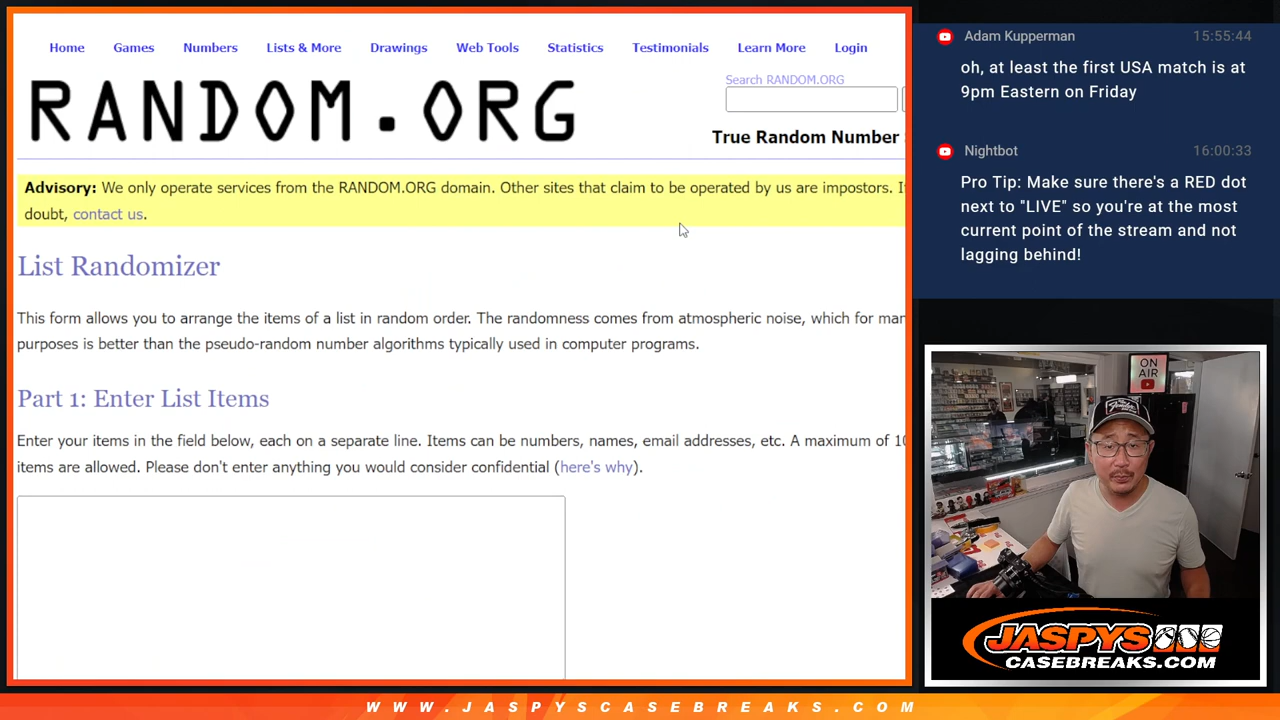 Home Games Numbers Lists & More Drawings Web Tools Statistics Testimonials Learn More Login
RANDOM.ORG
Search RANDOM.ORG
True Random Number
Advisory: We only operate services from the RANDOM.ORG domain. Other sites that claim to be operated by us are impostors. I
doubt, contact us.
List Randomizer
This form allows you to arrange the items of a list in random order. The randomness comes from atmospheric noise, which for man
purposes is better than the pseudo-random number algorithms typically used in computer programs.
Part 1: Enter List Items
Enter your items in the field below, each on a separate line. Items can be numbers, names, email addresses, etc. A maximum of 10
items are allowed. Please don't enter anything you would consider confidential (here's why).
Adam Kupperman 15:55:44
oh, at least the first USA match is at
9pm Eastern on Friday
Nightbot 16:00:33
Pro Tip: Make sure there's a RED dot
next to "LIVE" so you're at the most
current point of the stream and not
lagging behind!
ON
AIR
Fender
JASPYS
CASEBREAKS.COM
WWW.JASPYSCASEBREAKS.COM